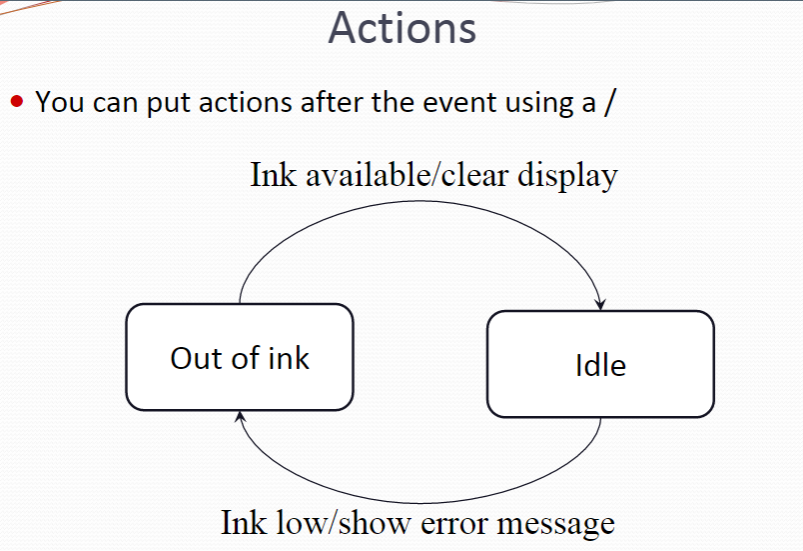 Actions
You can put actions after the event using a /
Ink available/clear display
Out of ink
Idle
Ink low/show error message